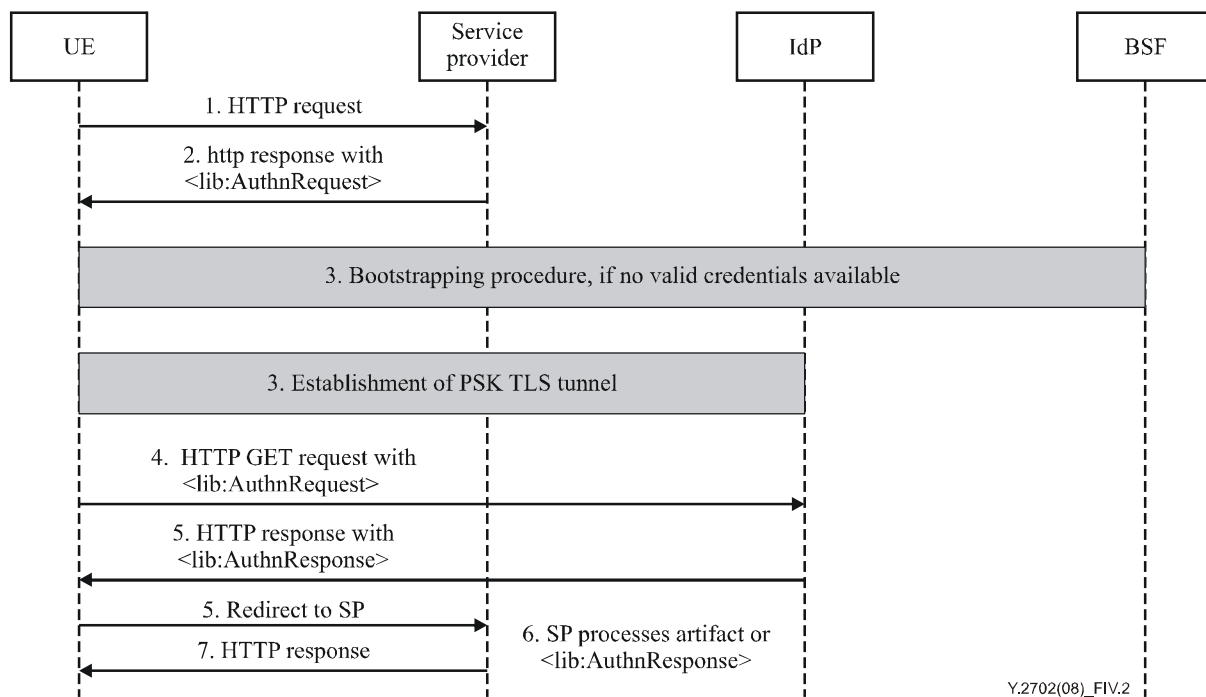 UE
Service
provider
IdP
BSF
1. HTTP request
2. http response with
<lib:AuthnRequest>
3. Bootstrapping procedure, if no valid credentials available
3. Establishment of PSK TLS tunnel
4. HTTP GET request with
<lib:AuthnRequest>
5. HTTP response with
<lib:AuthnResponse>
5. Redirect to SP
6. SP processes artifact or
<lib:AuthnResponse>
7. HTTP response
Y.2702(08)_FIV.2